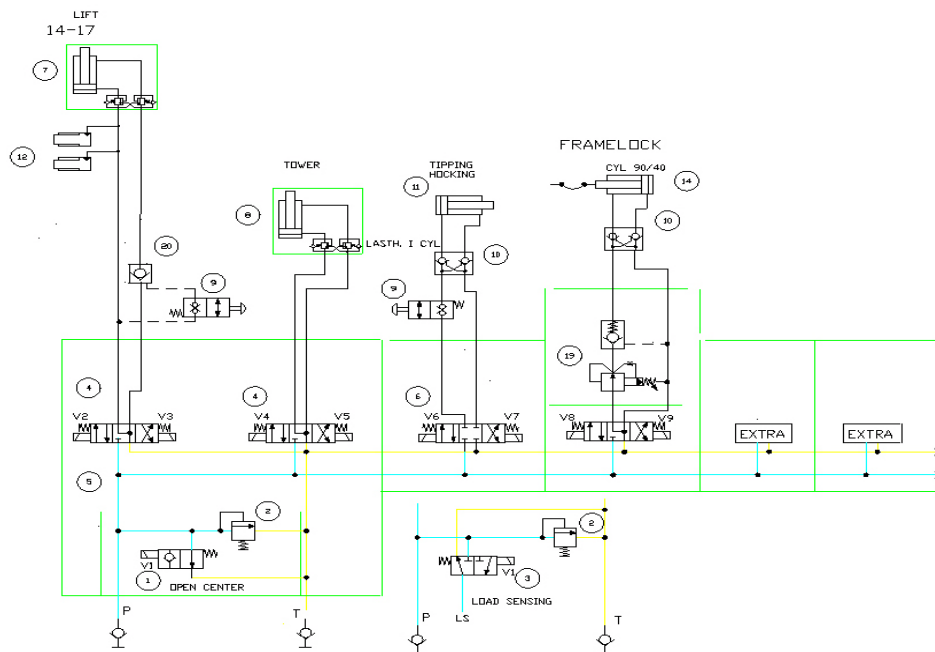 LIFT
14-17
7
12
20
9
4
V2
V3
5
TOWER
8
LASTH. I CYL
4
V4
V5
TIPPING
HOCKING
11
10
9
6
V6
V7
FRAMELOCK
CYL 90/40
14
10
19
V8
V9
EXTRA
EXTRA
2
V1
1
OPEN CENTER
P
T
2
V1
3
LOAD SENSING
P
LS
T